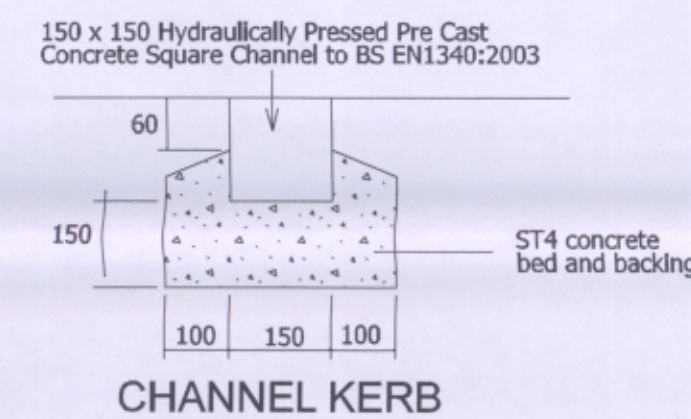 150 x 150 Hydraulically Pressed Pre Cast
Concrete Square Channel to BS EN1340:2003
60
150
ST4 concrete
bed and backing
100 150 100
CHANNEL KERB